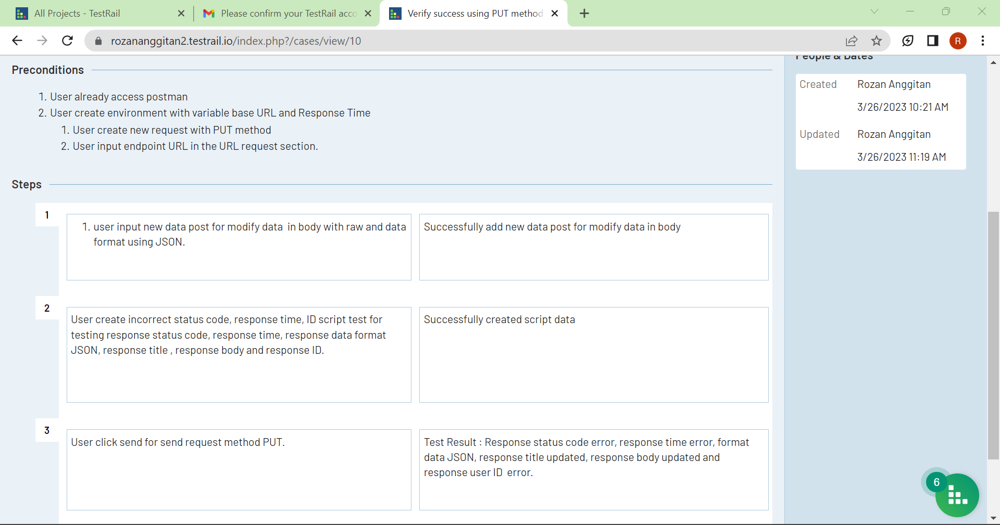 All Projects - TestRail
Please confirm your TestRail acco
Verify success using PUT method
rozananggitan2.testrail.io/index.php?/cases/view/10
R
People & Dates
Preconditions
Created Rozan Anggitan
3/26/2023 10:21 AM
Updated Rozan Anggitan
3/26/2023 11:19 AM
1. User already access postman
2. User create environment with variable base URL and Response Time
1. User create new request with PUT method
2. User input endpoint URL in the URL request section.
Steps
1
1. user input new data post for modify data  in body with raw and data
format using JSON.
Successfully add new data post for modify data in body
2
User create incorrect status code, response time, ID script test for
testing response status code, response time, response data format
JSON, response title , response body and response ID.
Successfully created script data
3
User click send for send request method PUT.
Test Result : Response status code error, response time error, format
data JSON, response title updated, response body updated and
response user ID  error.
6